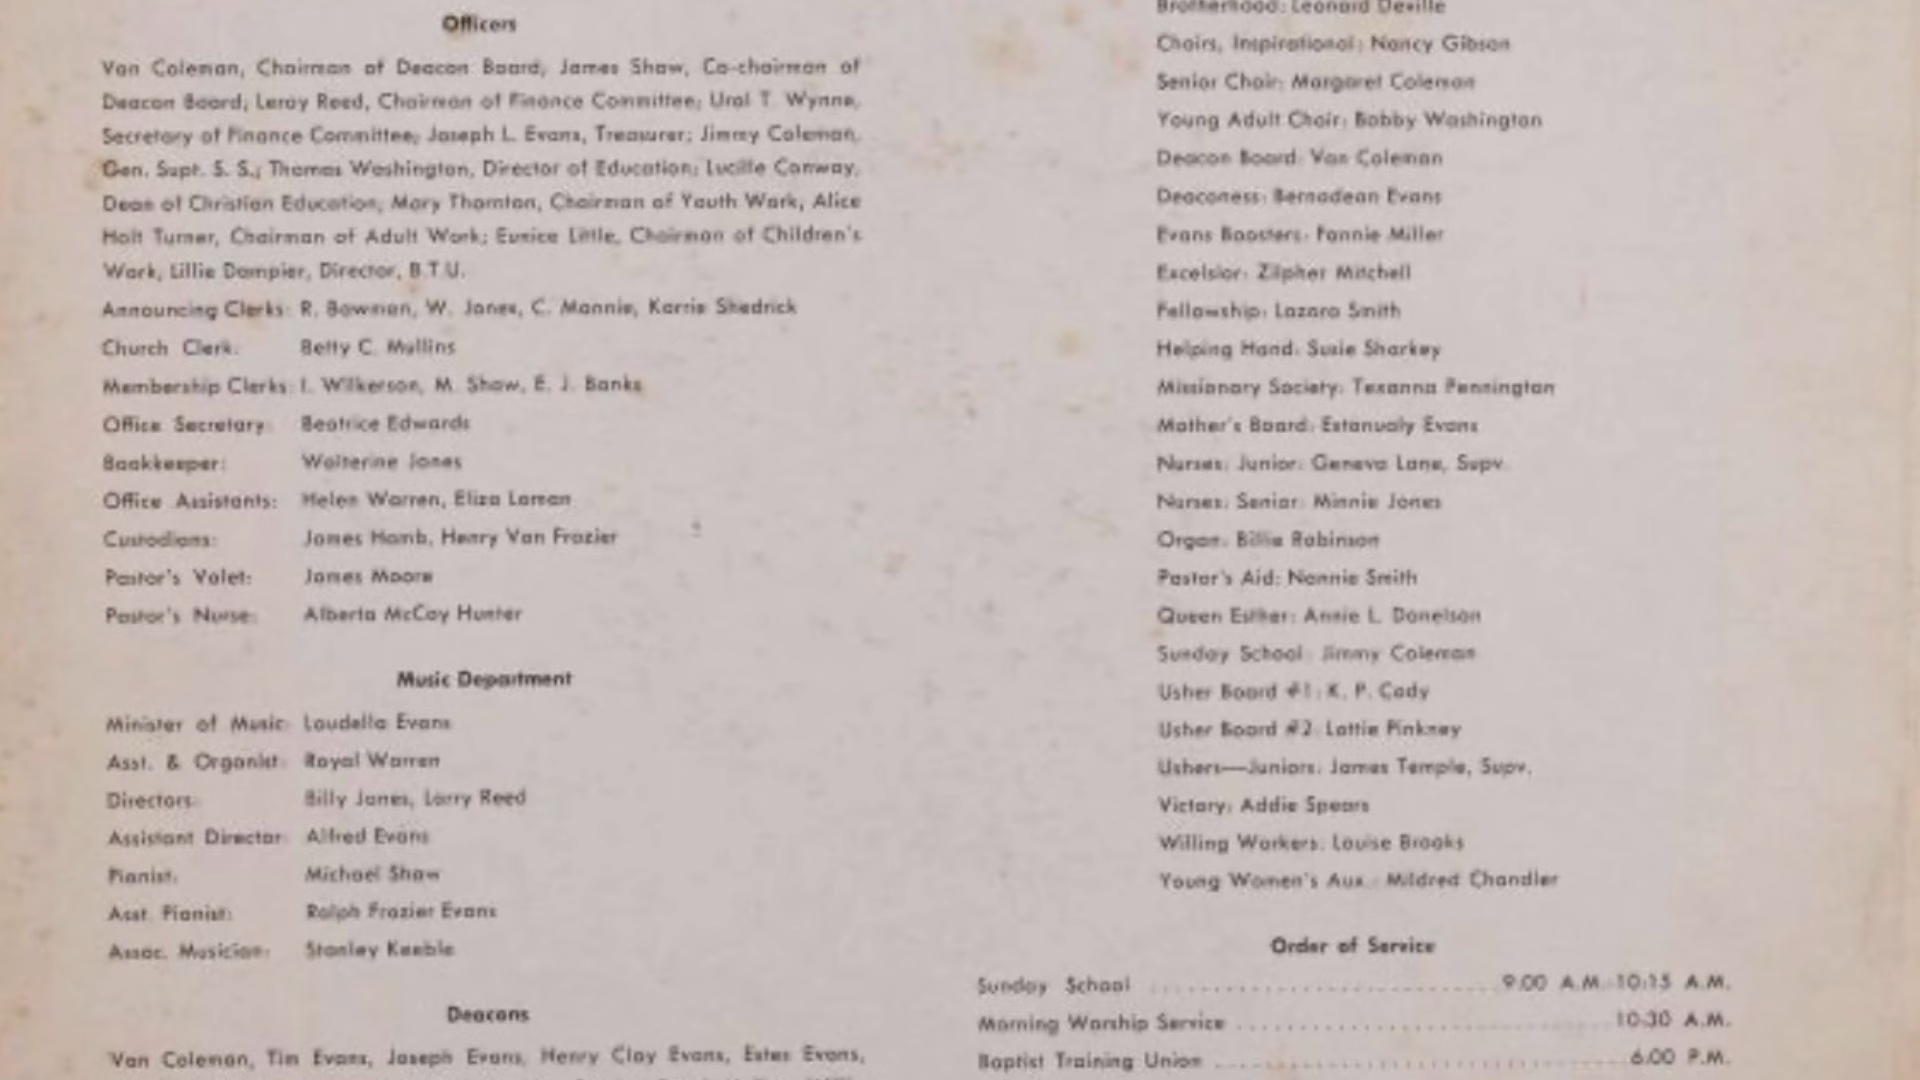 Officers
Van Coleman, Chairman of Deacon Board; James Shaw, Co-chairman of
Deacon Board; Leroy Reed, Chairman of Finance Committee; Ural T. Wynne,
Secretary of Finance Committee; Joseph L. Evans, Treasurer; Jimmy Coleman,
Gen. Supt. S. S.; Thomas Washington, Director of Education; Lucille Conway,
Dean of Christian Education; Mary Thornton, Chairman of Youth Work; Alice
Holt Turner, Chairman of Adult Work; Eunice Little, Chairman of Children's
Work, Lillie Dampier, Director, B.T.U.
Announcing Clerks: R. Bowman, W. Jones, C. Mannie, Karrie Shedrick
Church Clerk: Betty C. Mullins
Membership Clerks: I. Wilkerson, M. Shaw, E. J. Banks
Office Secretary: Beatrice Edwards
Bookkeeper: Walterine Jones
Office Assistants: Helen Warren, Eliza Laman
Custodians: James Hamb, Henry Van Frazier
Pastor's Valet: James Moore
Pastor's Nurse: Alberta McCoy Hunter
Music Department
Minister of Music: Loudella Evans
Asst. & Organist: Royal Warren
Directors: Billy Jones, Larry Reed
Assistant Director: Alfred Evans
Pianist: Michael Shaw
Asst. Pianist: Ralph Frazier Evans
Assoc. Musician: Stanley Keeble
Deacons
Van Coleman, Tim Evans, Joseph Evans, Henry Clay Evans, Estes Evans,
Brotherhood: Leonard Deville
Choirs, Inspirational: Nancy Gibson
Senior Choir: Margaret Coleman
Young Adult Choir: Bobby Washington
Deacon Board: Van Coleman
Deaconess: Bernadean Evans
Evans Boosters: Fannie Miller
Excelsior: Zilpher Mitchell
Fellowship: Lazara Smith
Helping Hand: Susie Sharkey
Missionary Society: Texanna Pennington
Mother's Board: Estanualy Evans
Nurses, Junior: Geneva Lane, Supv.
Nurses, Senior: Minnie Jones
Organ: Billie Robinson
Pastor's Aid: Nannie Smith
Queen Esther: Annie L. Donelson
Sunday School: Jimmy Coleman
Usher Board #1: K. P. Cady
Usher Board #2: Lottie Pinkney
Ushers—Juniors: James Temple, Supv.
Victory: Addie Spears
Willing Workers: Louise Brooks
Young Women's Aux.: Mildred Chandler
Order of Service
Sunday School 9:00 A.M.-10:15 A.M.
Morning Worship Service 10:30 A.M.
Baptist Training Union 6:00 P.M.